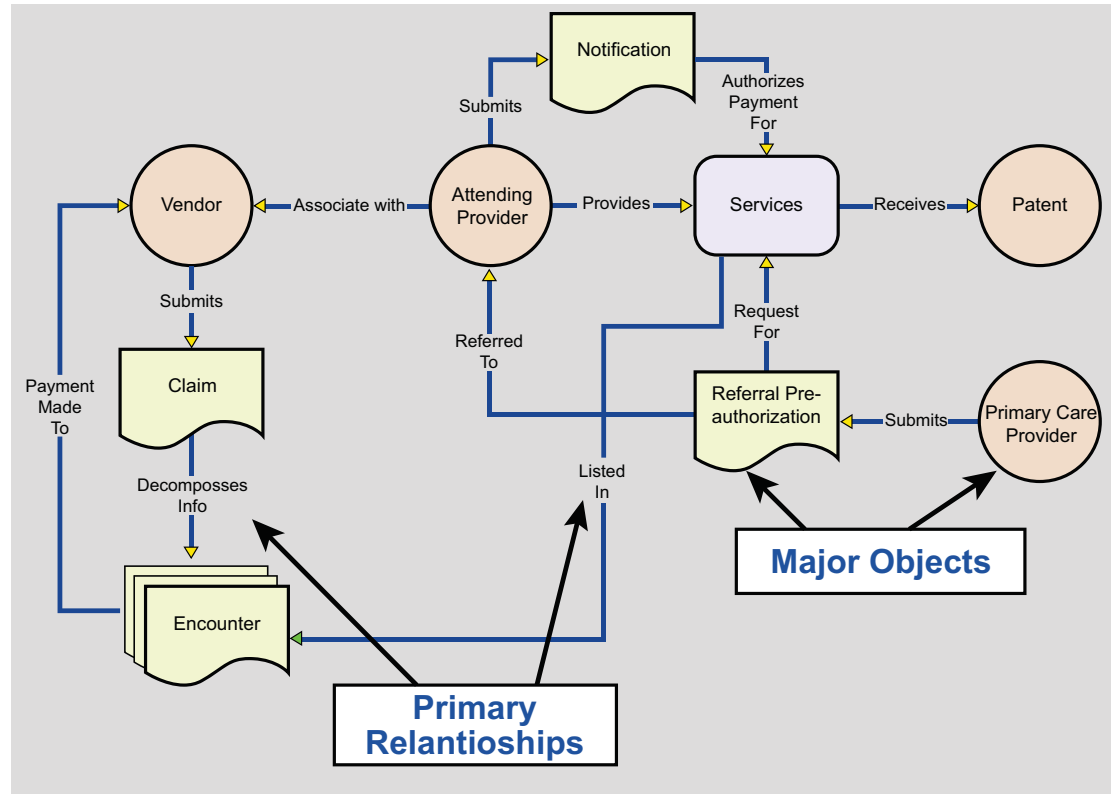 Notification
Submits
Authorizes
Payment
For
Vendor
Associate with
Attending
Provider
Provides
Services
Receives
Patent
Submits
Referred
To
Request
For
Claim
Payment
Made
To
Referral Pre-
authorization
Submits
Primary Care
Provider
Decomposses
Info
Listed
In
Major Objects
Encounter
Primary
Relantioships